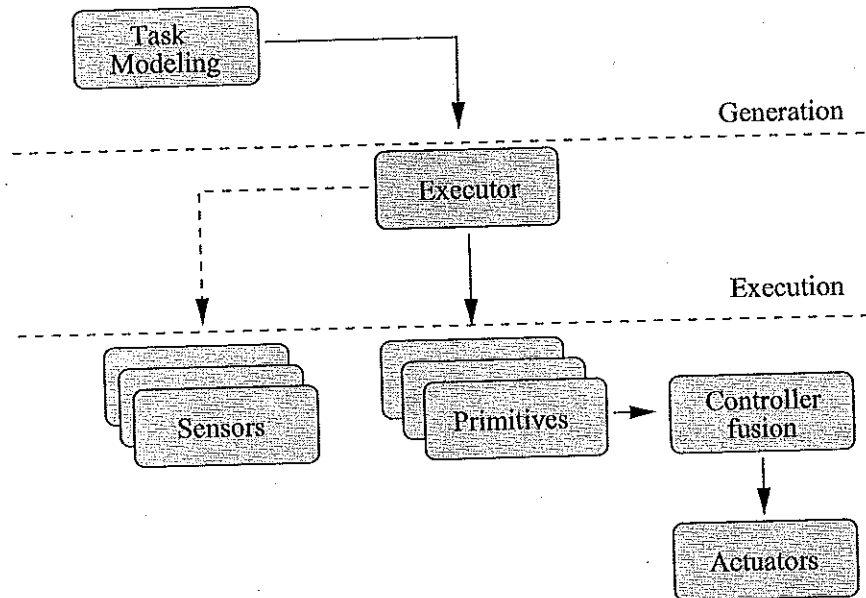 Task
Modeling
Generation
Executor
Execution
Sensors
Primitives
Controller
fusion
Actuators